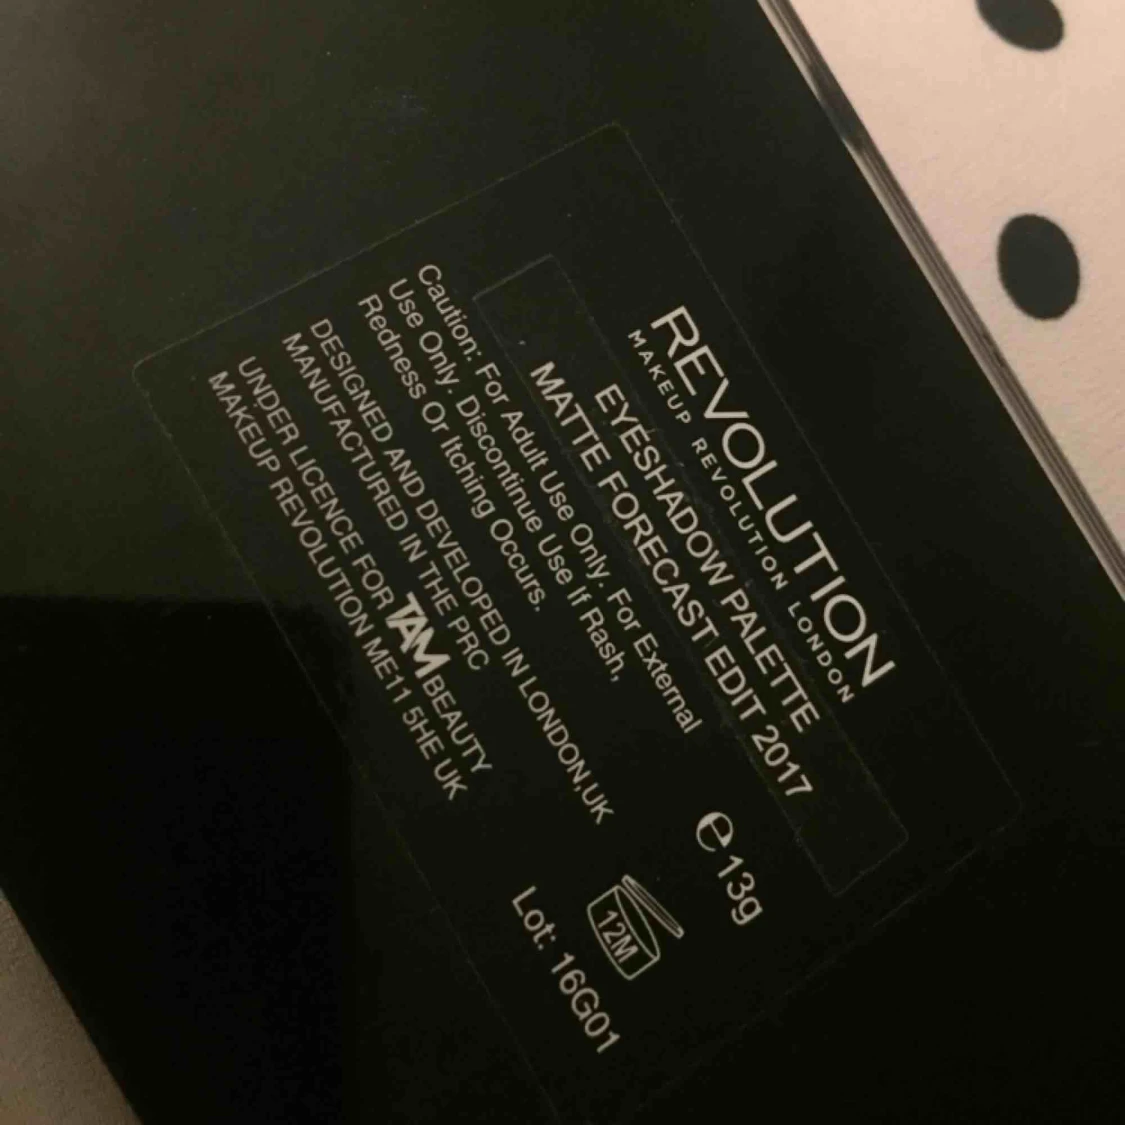 REVOLUTION
MAKEUP REVOLUTION LONDON
EYESHADOW PALETTE
MATTE FORECAST EDIT 2017
Caution: For Adult Use Only. For External
Use Only. Discontinue Use If Rash,
Redness Or Itching Occurs.
DESIGNED AND DEVELOPED IN LONDON,UK
MANUFACTURED IN THE PRC
UNDER LICENCE FOR TAM BEAUTY
MAKEUP REVOLUTION ME11 5HE UK
e 13g
12M
Lot: 16G01